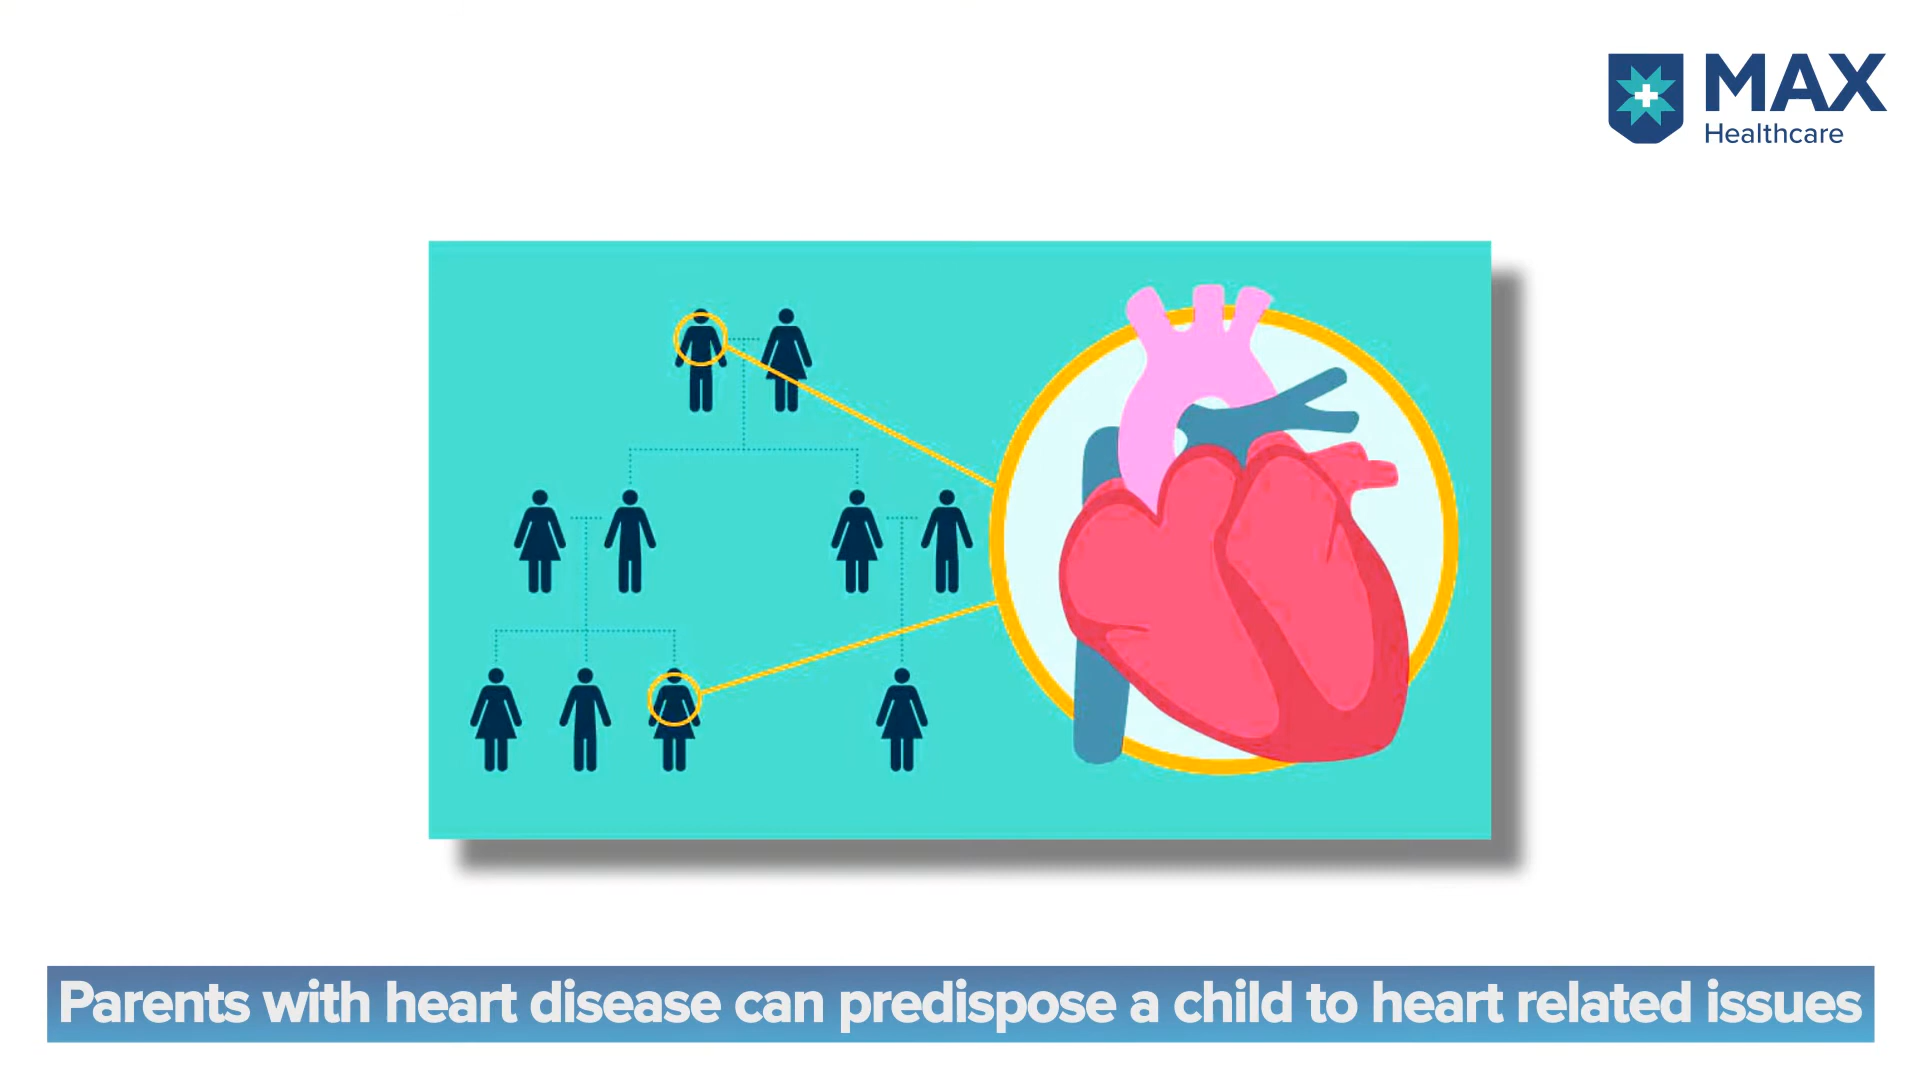 MAX
Healthcare
Parents with heart disease can predispose a child to heart related issues